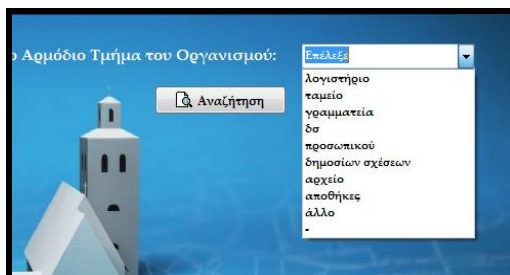 ο Αρμόδιο Τμήμα του Οργανισμού:
Επέλεξε
Αναζήτηση
λογιστήριο
ταμείο
γραμματεία
δσ
προσωπικού
δημοσίων σχέσεων
αρχείο
αποθήκες
άλλο
-